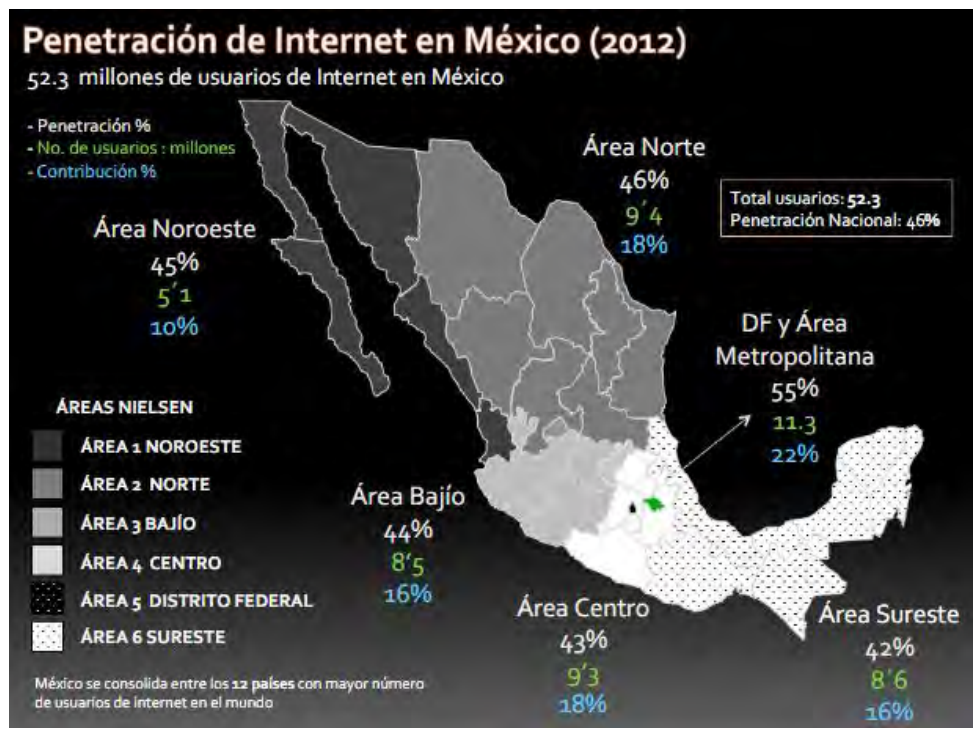 Penetración de Internet en México (2012)
52.3 millones de usuarios de Internet en México
- Penetración %
- No. de usuarios : millones
- Contribución %
Área Norte
46%
9´4
18%
Total usuarios: 52.3
Penetración Nacional: 46%
Área Noroeste
45%
5´1
10%
DF y Área
Metropolitana
55%
11.3
22%
ÁREAS NIELSEN
ÁREA 1 NOROESTE
ÁREA 2 NORTE
ÁREA 3 BAJÍO
ÁREA 4 CENTRO
ÁREA 5 DISTRITO FEDERAL
ÁREA 6 SURESTE
Área Bajío
44%
8’5
16%
Área Centro
43%
9’3
18%
Área Sureste
42%
8´6
16%
México se consolida entre los 12 países con mayor número
de usuarios de internet en el mundo